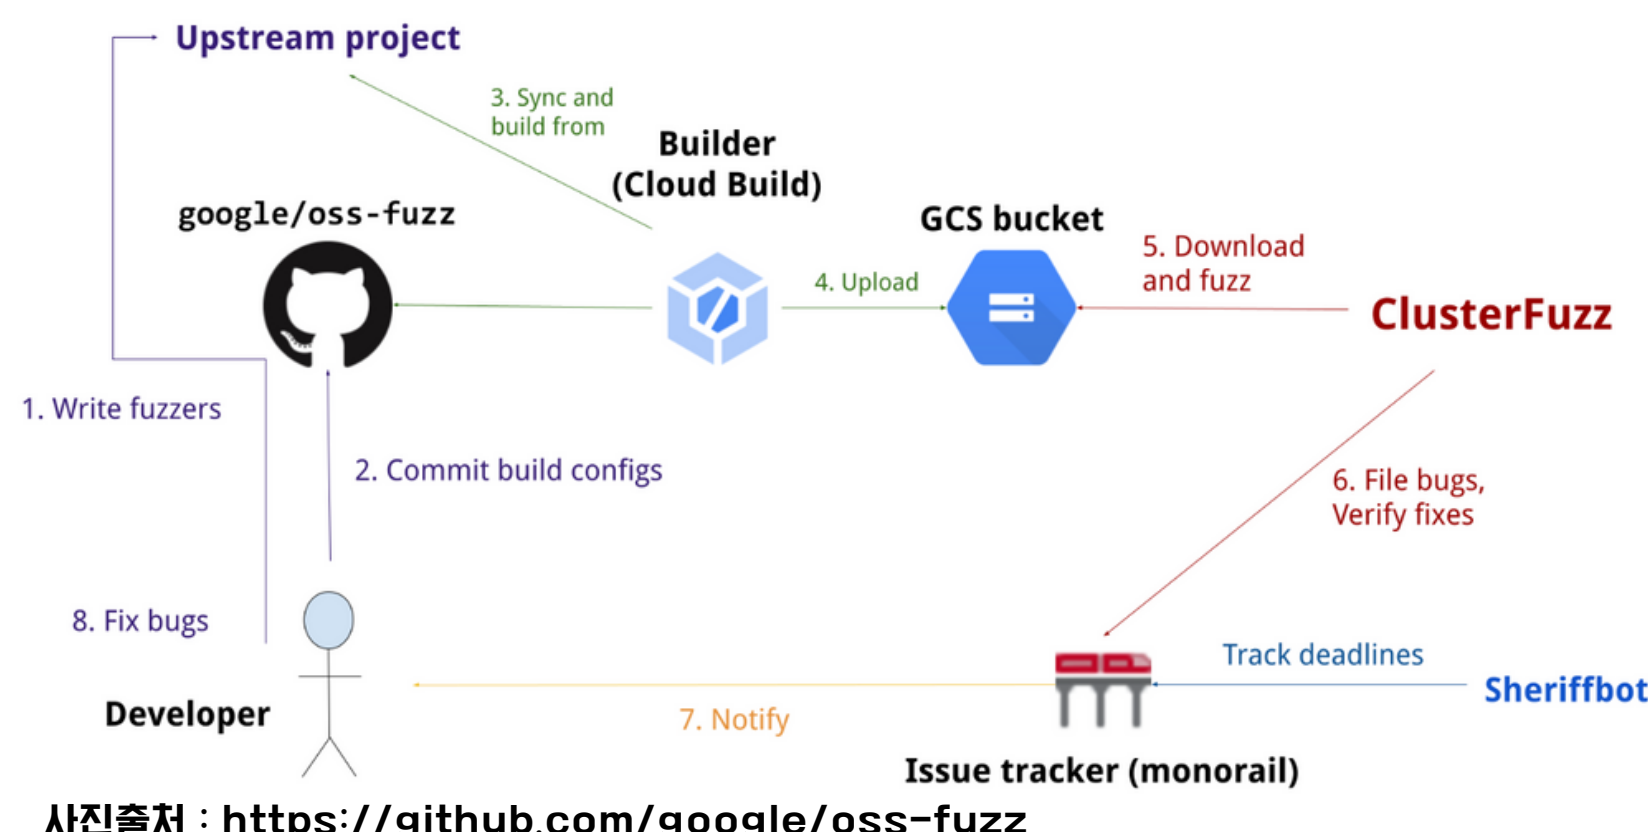 Upstream project
3. Sync and
build from
Builder
(Cloud Build)
google/oss-fuzz
GCS bucket
4. Upload
5. Download
and fuzz
ClusterFuzz
1. Write fuzzers
2. Commit build configs
6. File bugs,
Verify fixes
8. Fix bugs
Developer
7. Notify
Track deadlines
Sheriffbot
Issue tracker (monorail)
사진출처 : https://github.com/google/oss-fuzz